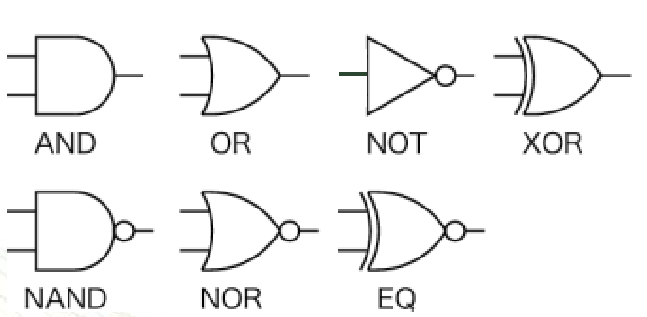 AND OR NOT XOR
NAND NOR EQ